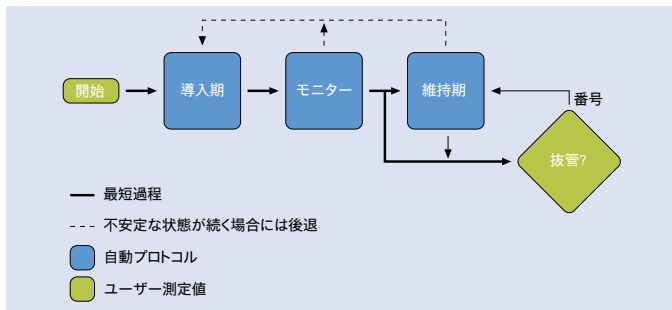 開始
導入期
モニター
維持期
番号
抜管?
最短過程
不安定な状態が続く場合には後退
自動プロトコル
ユーザー測定値